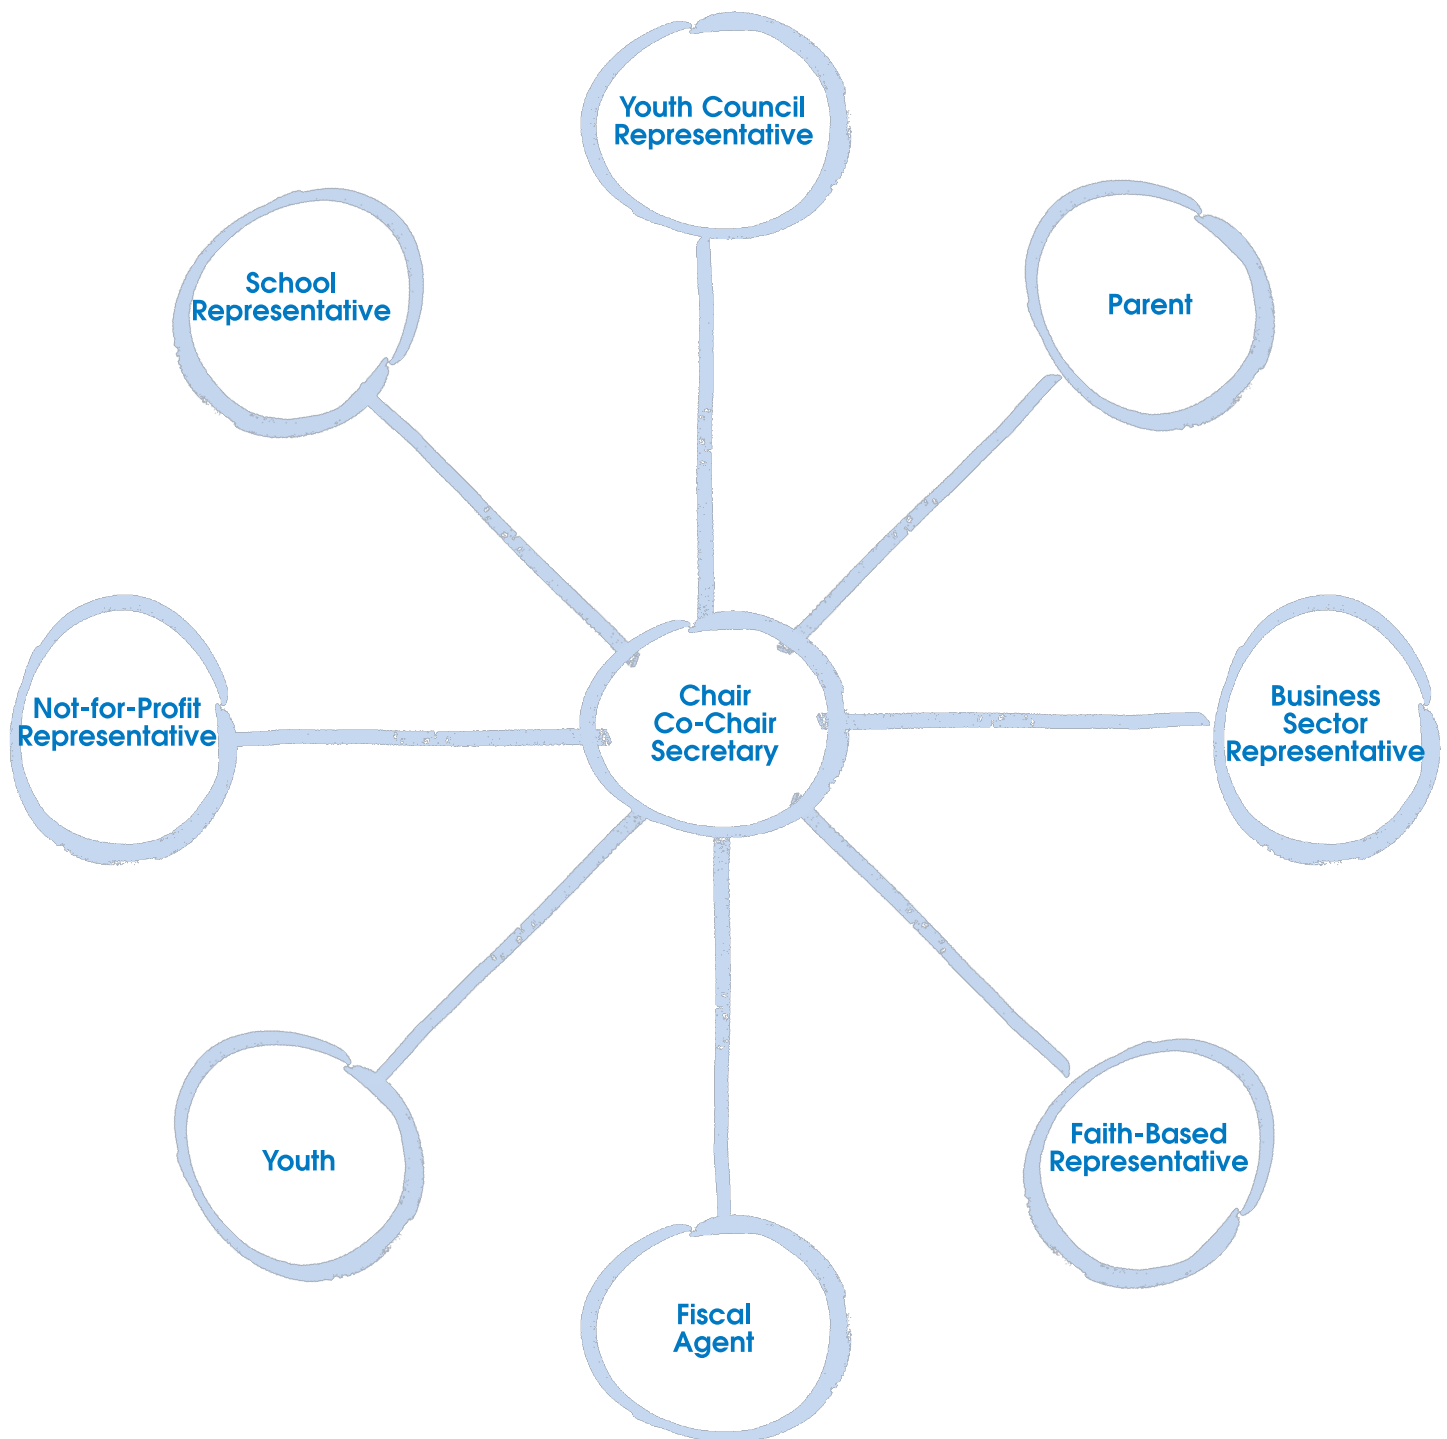 Youth Council
Representative
School
Representative
Parent
Not-for-Profit
Representative
Chair
Co-Chair
Secretary
Business
Sector
Representative
Youth
Faith-Based
Representative
Fiscal
Agent